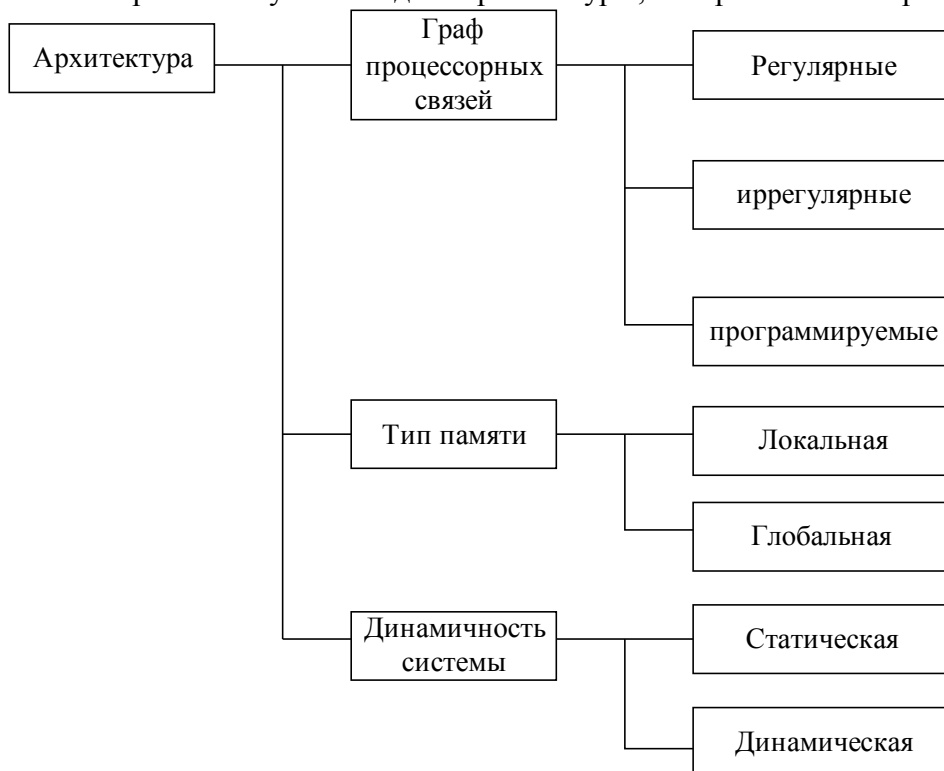 Архитектура
Граф
процессорных
связей
Регулярные
иррегулярные
программируемые
Тип памяти
Локальная
Глобальная
Динамичность
системы
Статическая
Динамическая